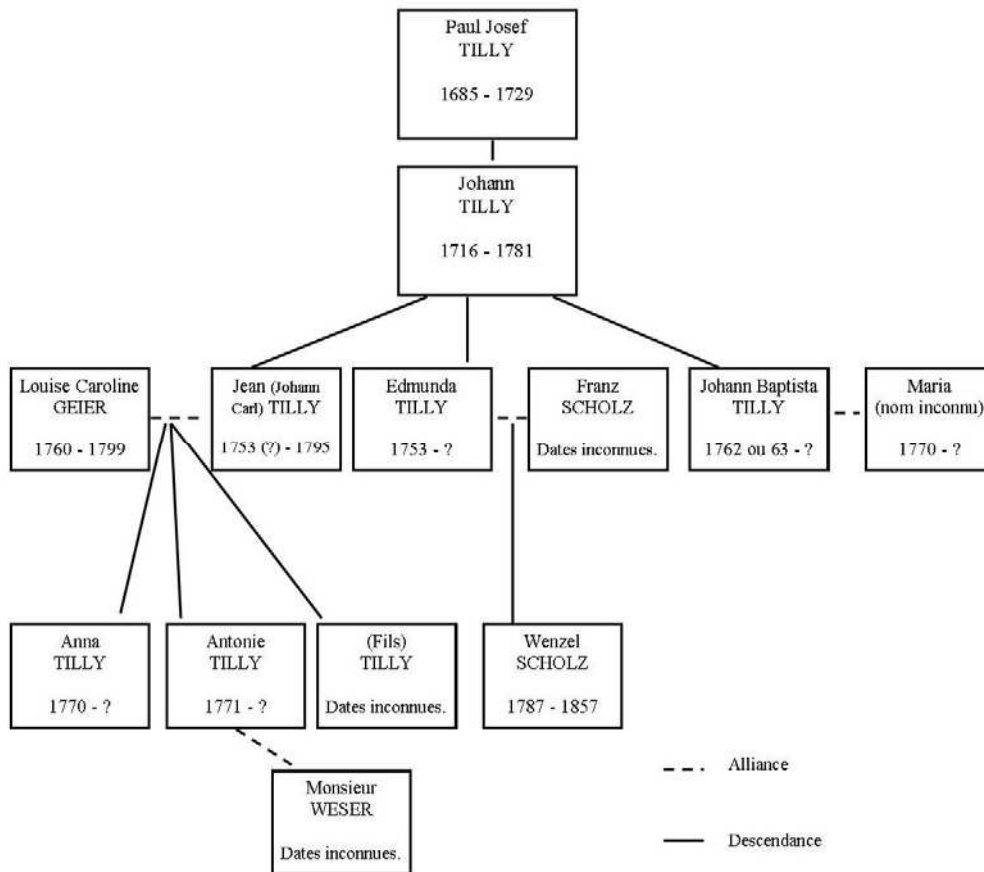 Paul Josef
TILLY
1685 - 1729
Johann
TILLY
1716 - 1781
Louise Caroline
GEIER
1760 - 1799
Jean (Johann
Carl) TILLY
1753 (?) - 1795
Edmunda
TILLY
1753 - ?
Franz
SCHOLZ
Dates inconnues.
Johann Baptista
TILLY
1762 ou 63 - ?
Maria
(nom inconnu)
1770 - ?
Anna
TILLY
1770 - ?
Antonie
TILLY
1771 - ?
(Fils)
TILLY
Dates inconnues.
Wenzel
SCHOLZ
1787 - 1857
Monsieur
WESER
Dates inconnues.
Alliance
Descendance